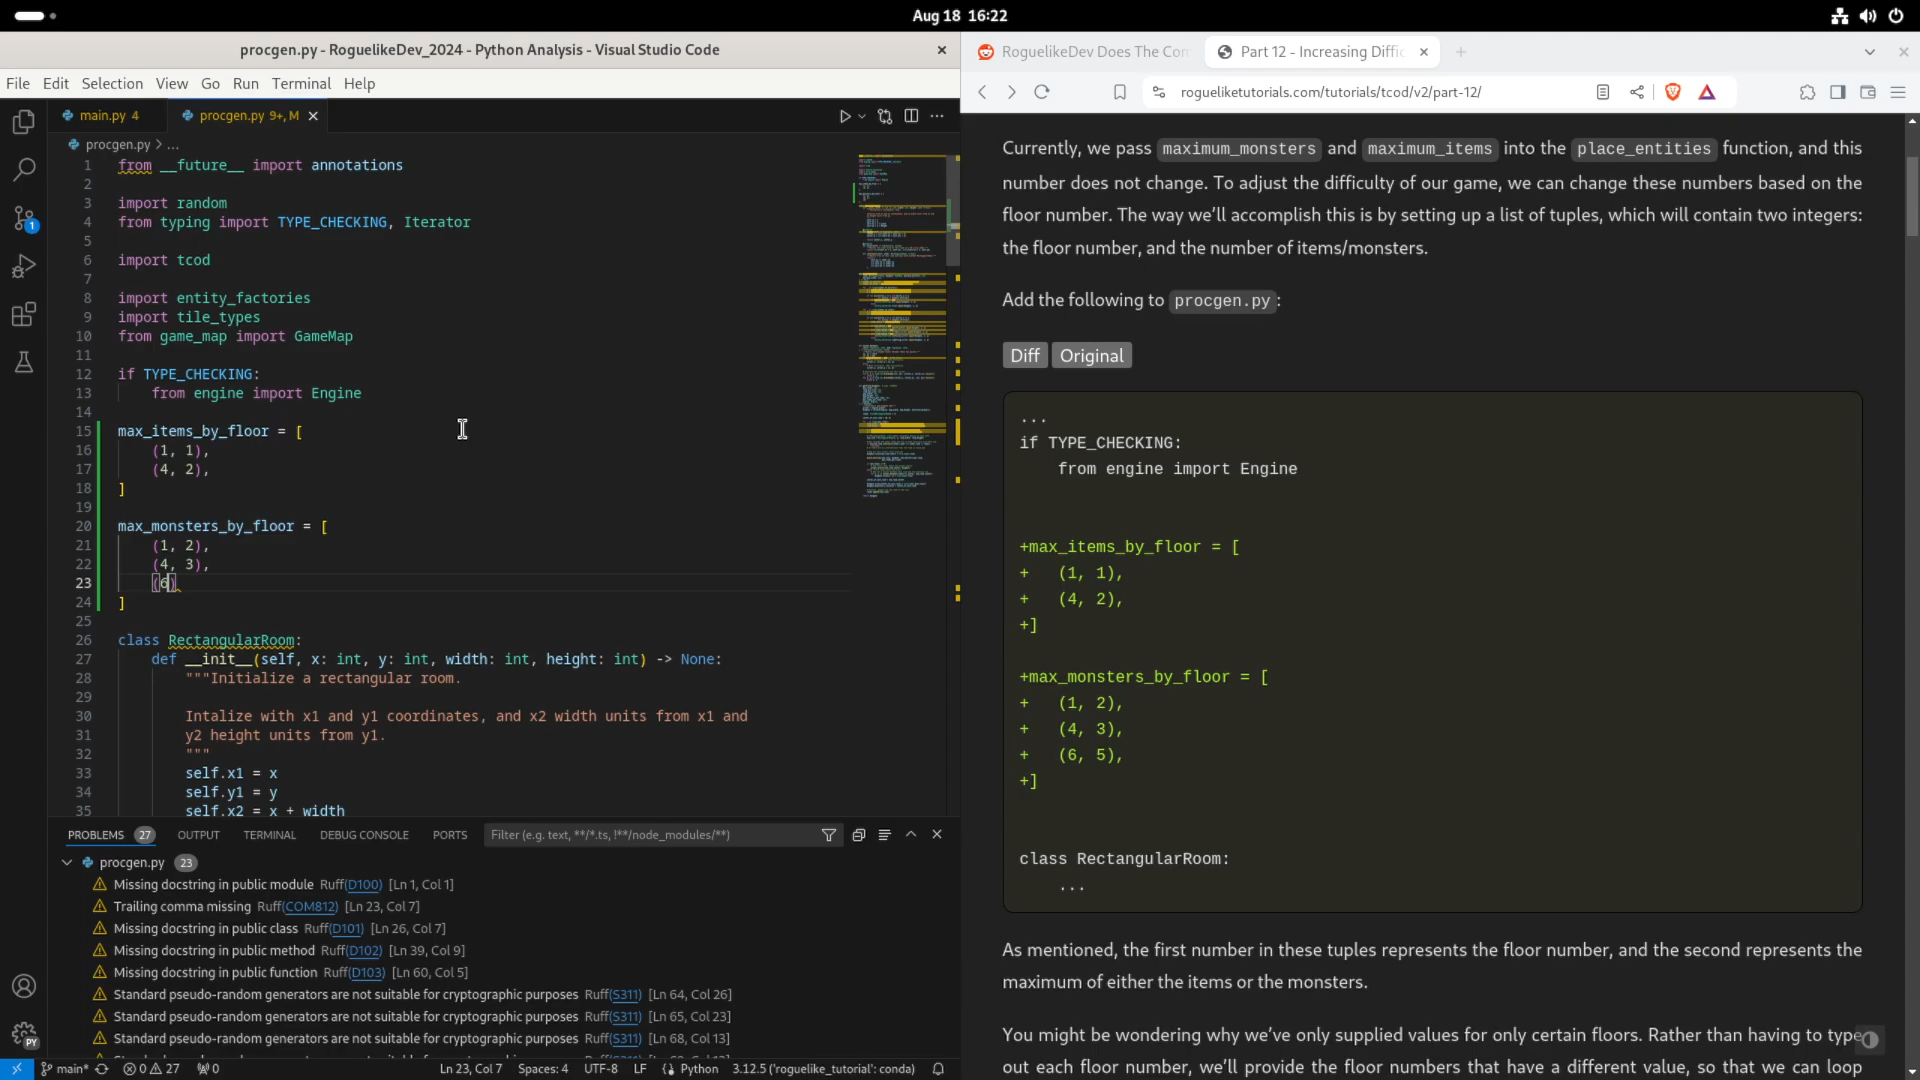 Aug 18 16:22
procgen.py - RoguelikeDev_2024 - Python Analysis - Visual Studio Code
File Edit Selection View Go Run Terminal Help
main.py 4
procgen.py 9+, M
procgen.py > ...
1 from __future__ import annotations
2
3 import random
4 from typing import TYPE_CHECKING, Iterator
5
6 import tcod
7
8 import entity_factories
9 import tile_types
10 from game_map import GameMap
11
12 if TYPE_CHECKING:
13 from engine import Engine
14
15 max_items_by_floor = [
16 (1, 1),
17 (4, 2),
18 ]
19
20 max_monsters_by_floor = [
21 (1, 2),
22 (4, 3),
23 (6)
24 ]
25
26 class RectangularRoom:
27 def __init__(self, x: int, y: int, width: int, height: int) -> None:
28 """Initialize a rectangular room.
29
30 Intalize with x1 and y1 coordinates, and x2 width units from x1 and
31 y2 height units from y1.
32 """
33 self.x1 = x
34 self.y1 = y
35 self.x2 = x + width
PROBLEMS 27 OUTPUT TERMINAL DEBUG CONSOLE PORTS Filter (e.g. text, **/*.ts, !**/node_modules/**)
procgen.py 23
Missing docstring in public module Ruff(D100) [Ln 1, Col 1]
Trailing comma missing Ruff(COM812) [Ln 23, Col 7]
Missing docstring in public class Ruff(D101) [Ln 26, Col 7]
Missing docstring in public method Ruff(D102) [Ln 39, Col 9]
Missing docstring in public function Ruff(D103) [Ln 60, Col 5]
Standard pseudo-random generators are not suitable for cryptographic purposes Ruff(S311) [Ln 64, Col 26]
Standard pseudo-random generators are not suitable for cryptographic purposes Ruff(S311) [Ln 65, Col 23]
Standard pseudo-random generators are not suitable for cryptographic purposes Ruff(S311) [Ln 68, Col 13]
1
PY
main* 0 27 0 Ln 23, Col 7 Spaces: 4 UTF-8 LF Python 3.12.5 ('roguelike_tutorial': conda)
RoguelikeDev Does The Con
Part 12 - Increasing Diffic
rogueliketutorials.com/tutorials/tcod/v2/part-12/
Currently, we pass maximum_monsters and maximum_items into the place_entities function, and this
number does not change. To adjust the difficulty of our game, we can change these numbers based on the
floor number. The way we’ll accomplish this is by setting up a list of tuples, which will contain two integers:
the floor number, and the number of items/monsters.
Add the following to procgen.py:
Diff Original
...
if TYPE_CHECKING:
from engine import Engine
+max_items_by_floor = [
+ (1, 1),
+ (4, 2),
+]
+max_monsters_by_floor = [
+ (1, 2),
+ (4, 3),
+ (6, 5),
+]
class RectangularRoom:
...
As mentioned, the first number in these tuples represents the floor number, and the second represents the
maximum of either the items or the monsters.
You might be wondering why we’ve only supplied values for only certain floors. Rather than having to type
out each floor number, we’ll provide the floor numbers that have a different value, so that we can loop